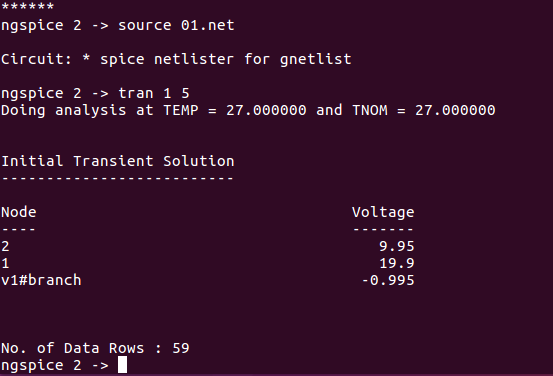 ******
ngspice 2 -> source 01.net
Circuit: * spice netlister for gnetlist
ngspice 2 -> tran 1 5
Doing analysis at TEMP = 27.000000 and TNOM = 27.000000
Initial Transient Solution
--------------------------
Node                                   Voltage
----                                   -------
2                                         9.95
1                                         19.9
v1#branch                               -0.995
No. of Data Rows : 59
ngspice 2 ->